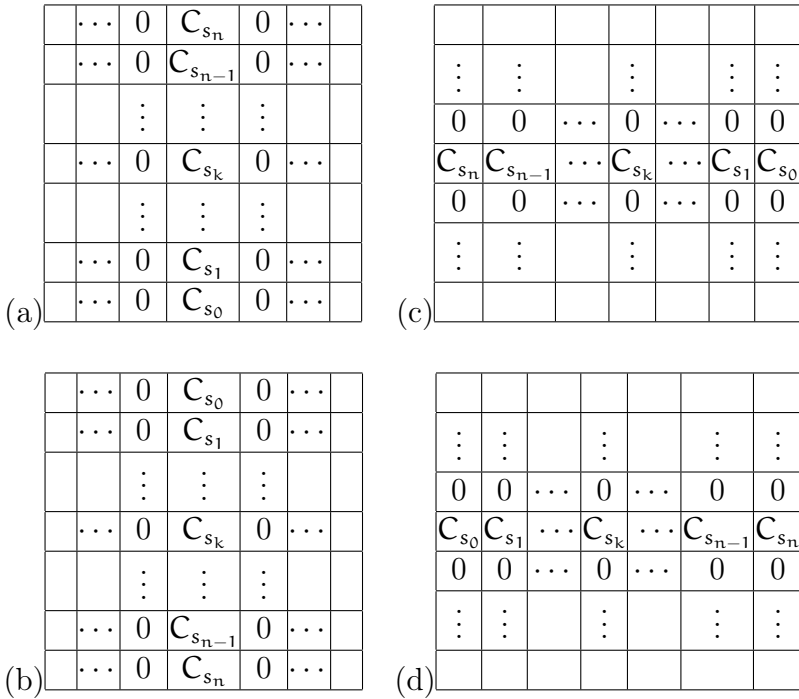 ⋯ 0 C_{s_n} 0 ⋯
⋯ 0 C_{s_{n-1}} 0 ⋯
⋮ ⋮ ⋮
⋯ 0 C_{s_k} 0 ⋯
⋮ ⋮ ⋮
⋯ 0 C_{s_1} 0 ⋯
(a) ⋯ 0 C_{s_0} 0 ⋯
⋮ ⋮ ⋮ ⋮ ⋮
0 0 ⋯ 0 ⋯ 0 0
C_{s_n} C_{s_{n-1}} ⋯ C_{s_k} ⋯ C_{s_1} C_{s_0}
0 0 ⋯ 0 ⋯ 0 0
⋮ ⋮ ⋮ ⋮ ⋮
(c)
⋯ 0 C_{s_0} 0 ⋯
⋯ 0 C_{s_1} 0 ⋯
⋮ ⋮ ⋮
⋯ 0 C_{s_k} 0 ⋯
⋮ ⋮ ⋮
⋯ 0 C_{s_{n-1}} 0 ⋯
(b) ⋯ 0 C_{s_n} 0 ⋯
⋮ ⋮ ⋮ ⋮ ⋮
0 0 ⋯ 0 ⋯ 0 0
C_{s_0} C_{s_1} ⋯ C_{s_k} ⋯ C_{s_{n-1}} C_{s_n}
0 0 ⋯ 0 ⋯ 0 0
⋮ ⋮ ⋮ ⋮ ⋮
(d)